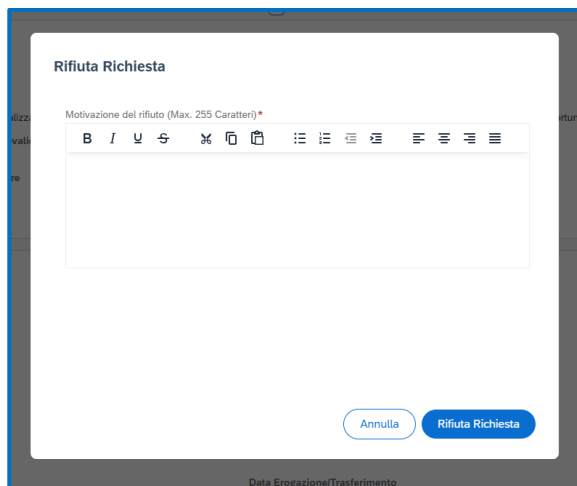 Rifiuta Richiesta
Motivazione del rifiuto (Max. 255 Caratteri)*
B I U S
Annulla
Rifiuta Richiesta
Data Erogazione/Trasferimento